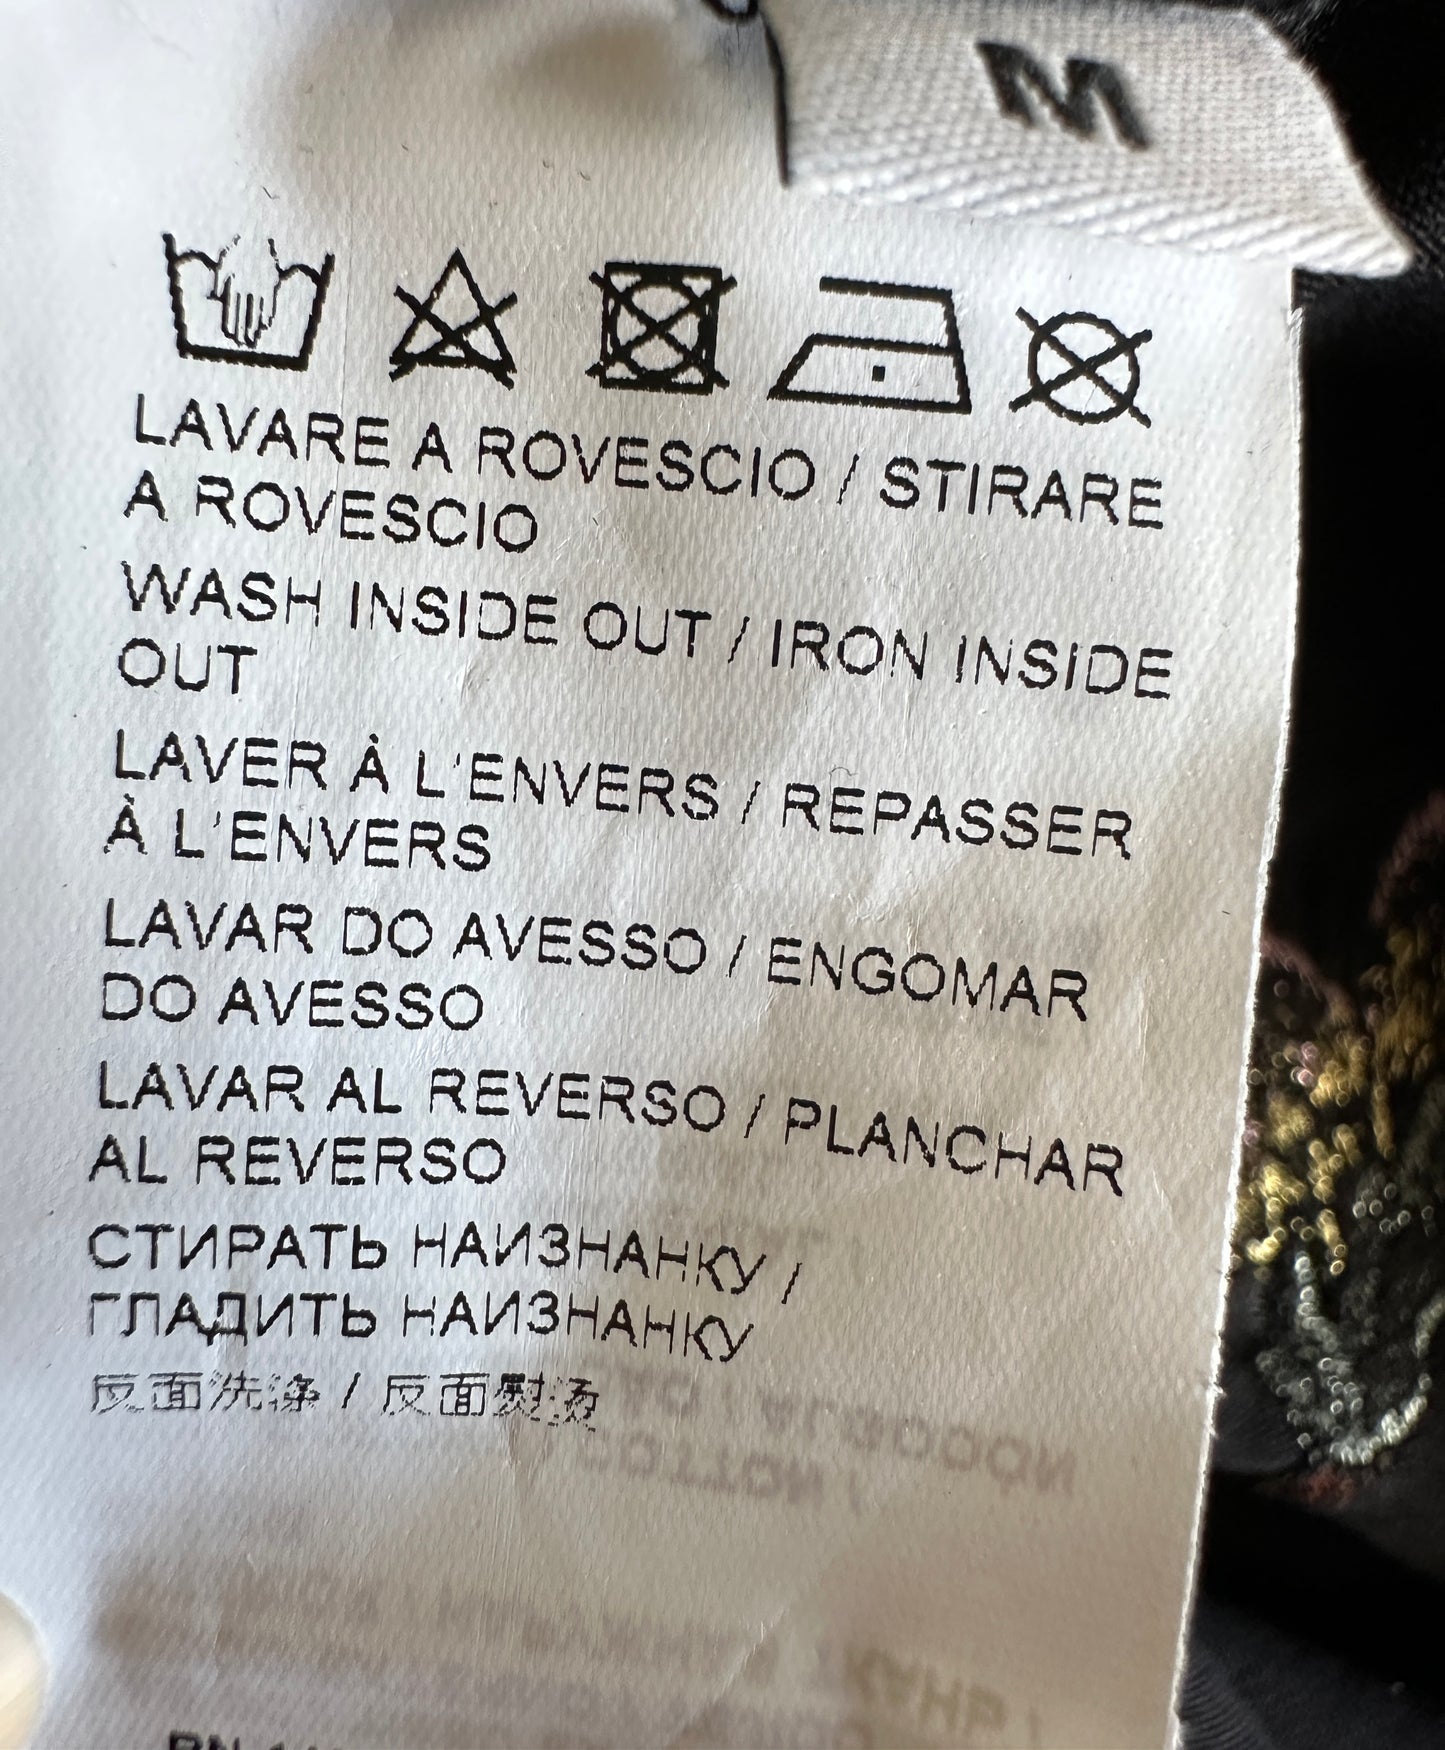 M
LAVARE A ROVESCIO / STIRARE
A ROVESCIO
WASH INSIDE OUT / IRON INSIDE
OUT
LAVER À L'ENVERS / REPASSER
À L'ENVERS
LAVAR DO AVESSO / ENGOMAR
DO AVESSO
LAVAR AL REVERSO / PLANCHAR
AL REVERSO
СТИРАТЬ НАИЗНАНКУ /
ГЛАДИТЬ НАИЗНАНКУ
反面洗涤 / 反面熨烫